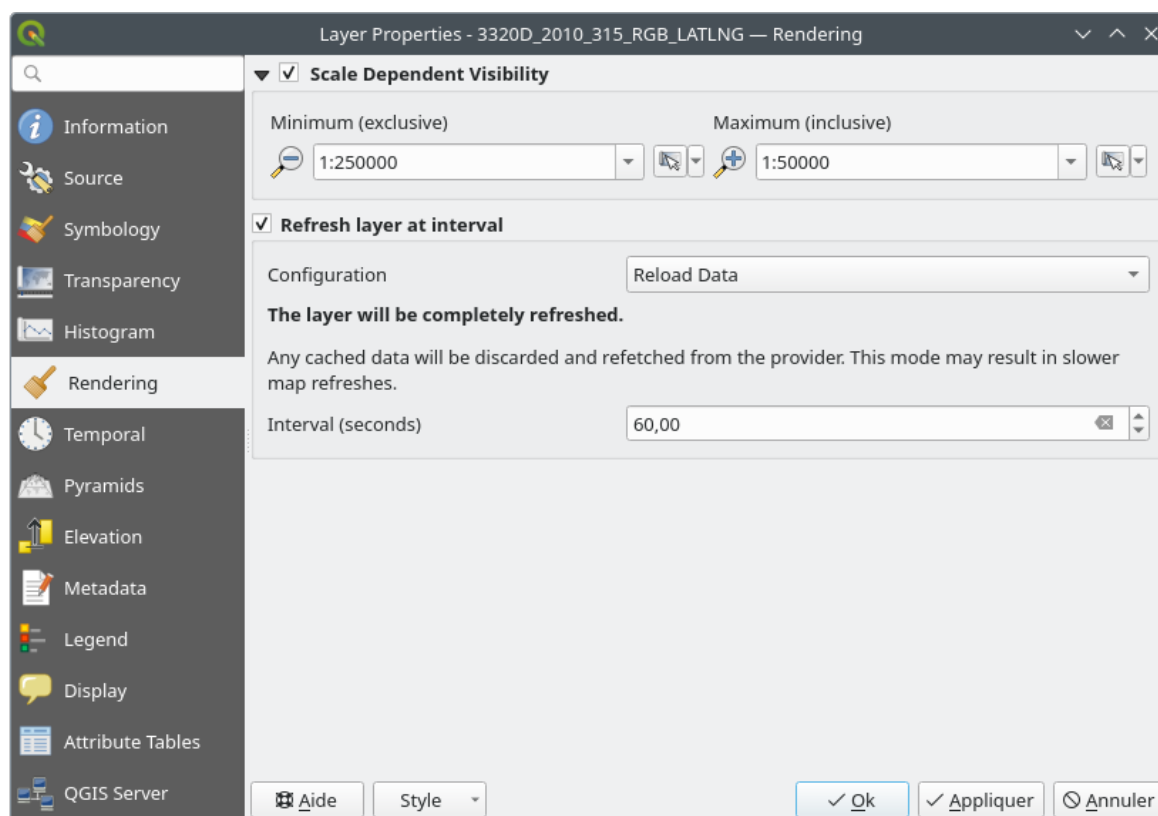 Layer Properties - 3320D_2010_315_RGB_LATLNG — Rendering
Information
Source
Symbology
Transparency
Histogram
Rendering
Temporal
Pyramids
Elevation
Metadata
Legend
Display
Attribute Tables
QGIS Server
Scale Dependent Visibility
Minimum (exclusive) Maximum (inclusive)
1:250000 1:50000
Refresh layer at interval
Configuration Reload Data
The layer will be completely refreshed.
Any cached data will be discarded and refetched from the provider. This mode may result in slower
map refreshes.
Interval (seconds) 60,00
Aide Style Ok Appliquer Annuler